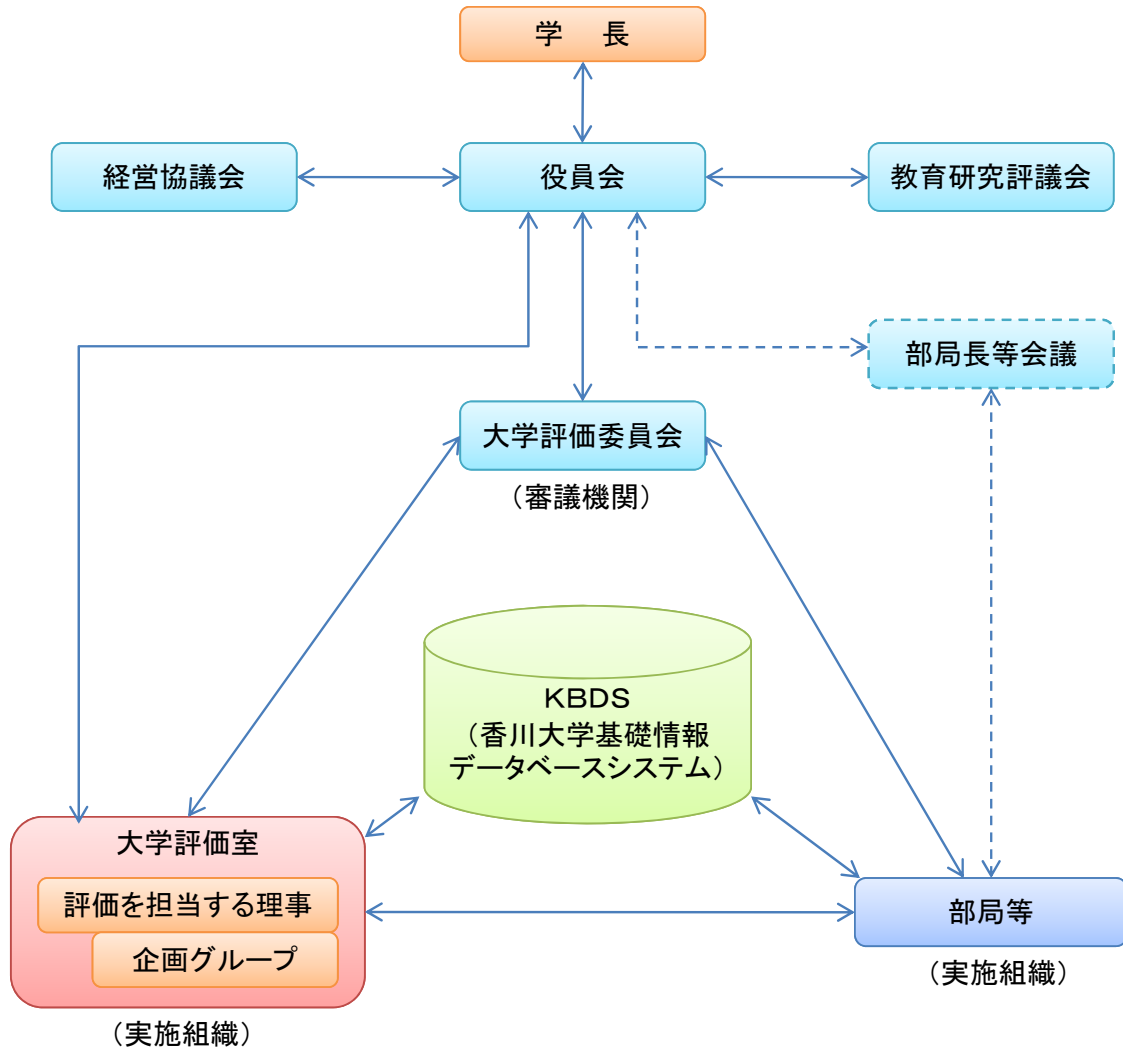 学　長
経営協議会
役員会
教育研究評議会
部局長等会議
大学評価委員会
（審議機関）
KBDS
（香川大学基礎情報
データベースシステム）
大学評価室
評価を担当する理事
企画グループ
（実施組織）
部局等
（実施組織）